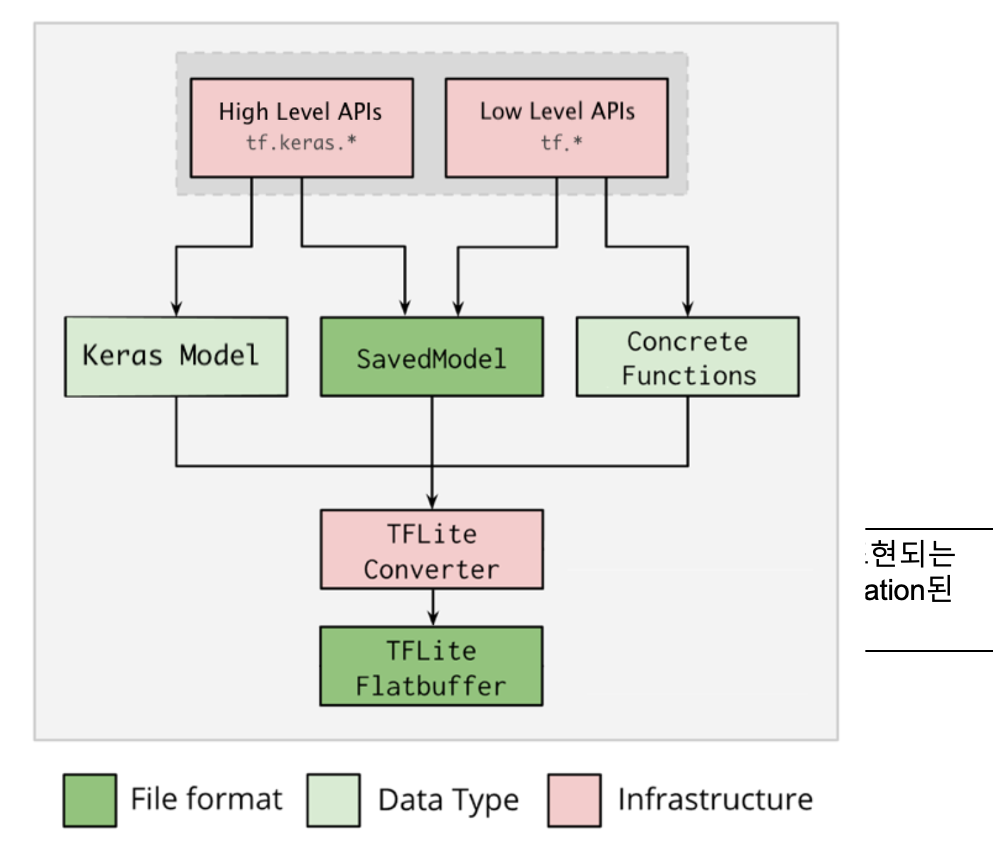 High Level APIs
tf.keras.*
Low Level APIs
tf.*
Keras Model
SavedModel
Concrete
Functions
TFLite
Converter
TFLite
Flatbuffer
현되는
ation된
File format
Data Type
Infrastructure